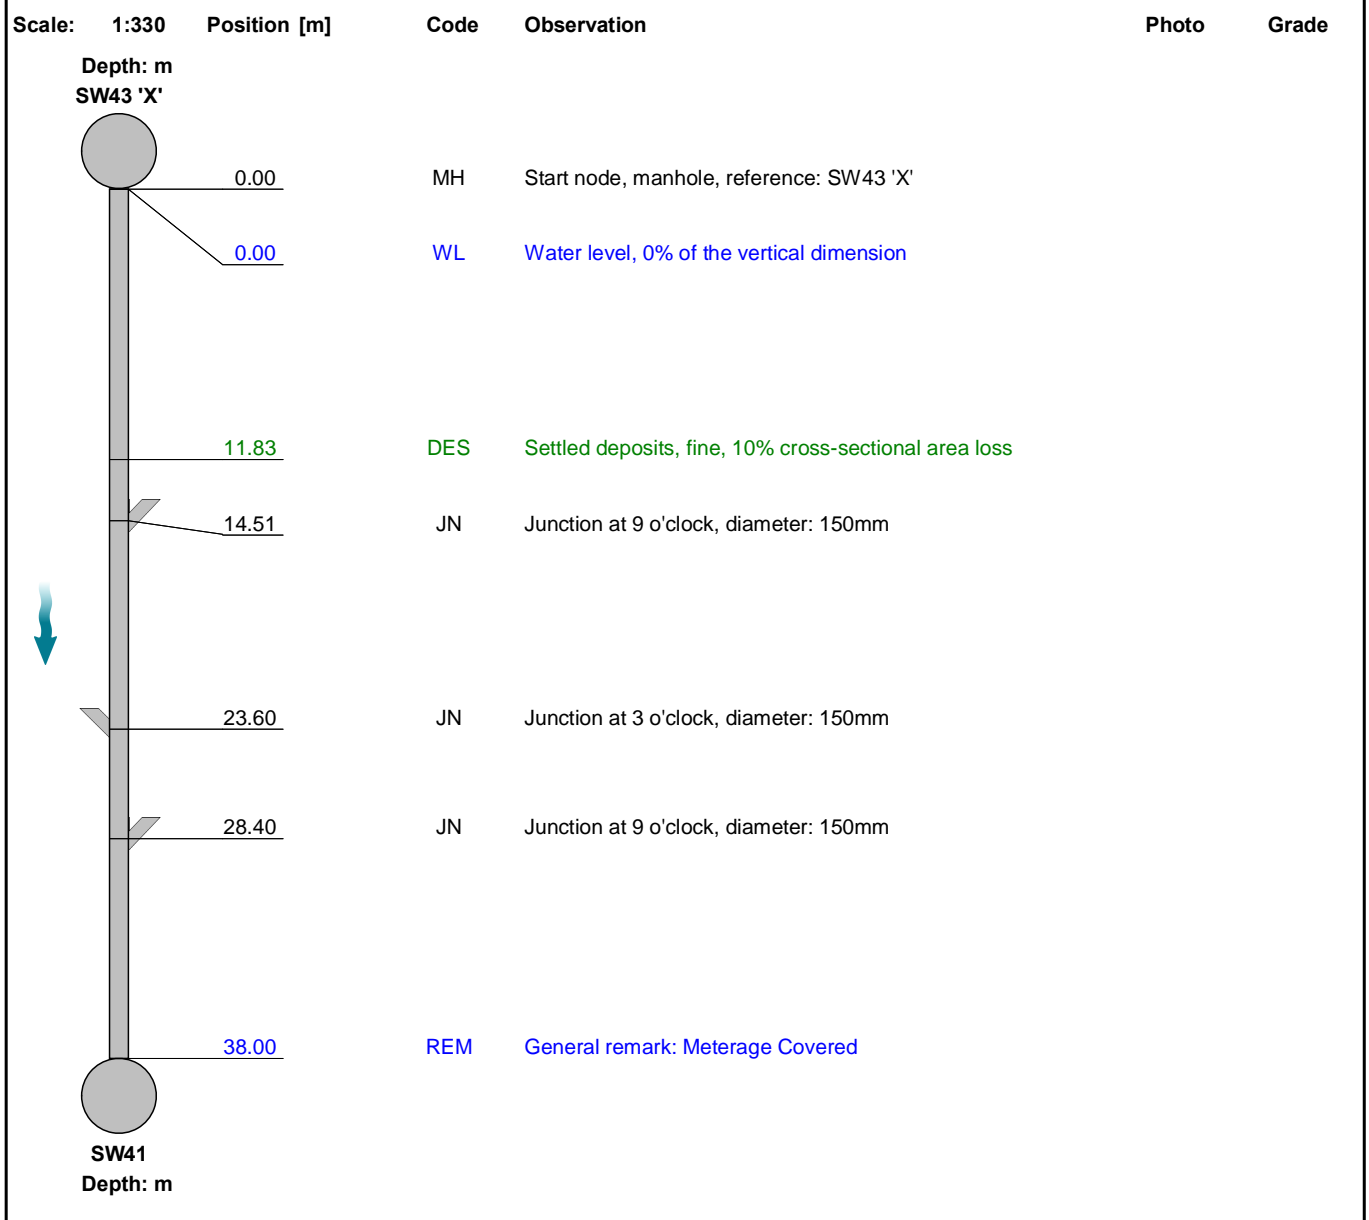 Scale: 1:330 Position [m] Code Observation Photo Grade
Depth: m
SW43 'X'
0.00 MH Start node, manhole, reference: SW43 'X'
0.00 WL Water level, 0% of the vertical dimension
11.83 DES Settled deposits, fine, 10% cross-sectional area loss
14.51 JN Junction at 9 o'clock, diameter: 150mm
23.60 JN Junction at 3 o'clock, diameter: 150mm
28.40 JN Junction at 9 o'clock, diameter: 150mm
38.00 REM General remark: Meterage Covered
SW41
Depth: m